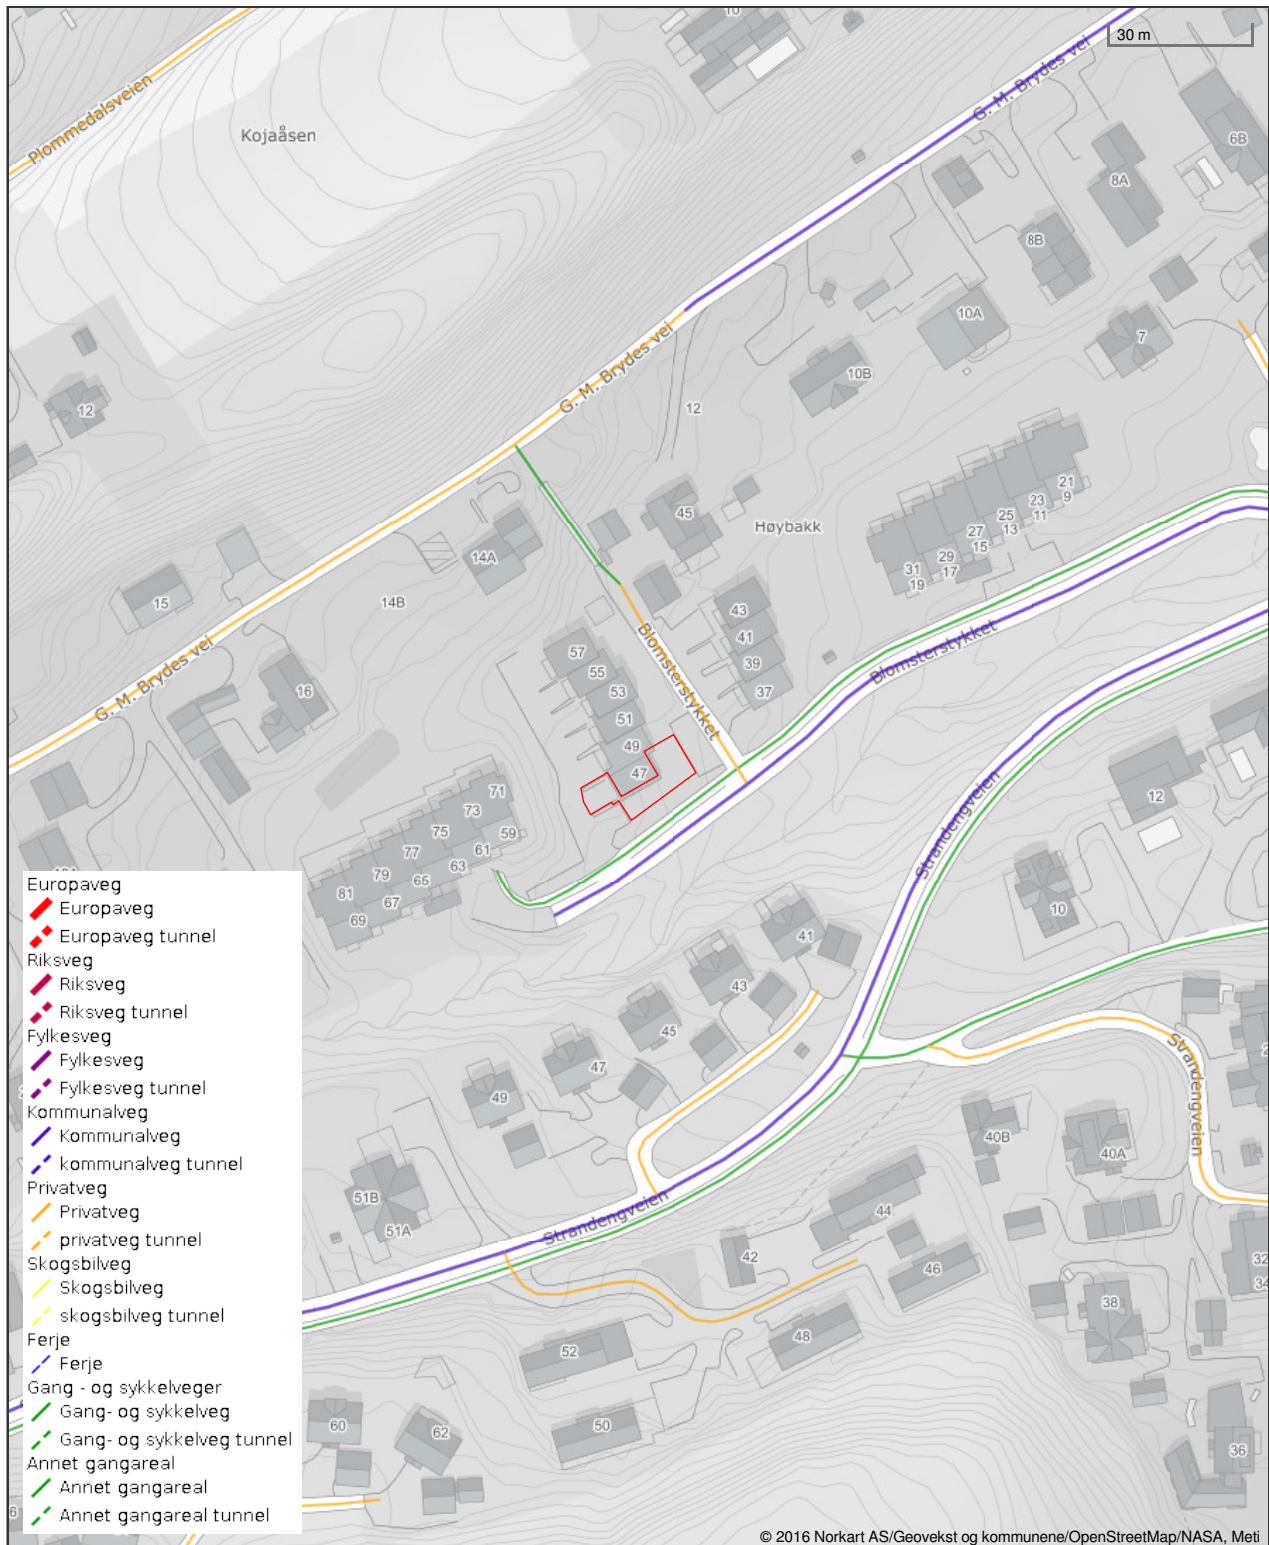 10
30 m
G. M. Brydes vei
Plommedalsveien
Kojaåsen
6B
8A
8B
10A
7
G. M. Brydes vei
10B
12
12
45
Høybakk
21
9
23
11
25
13
27
15
29
17
31
19
14A
14B
15
G. M. Brydes vei
16
43
41
39
37
Blomsterstykket
Blomsterstykket
57
55
53
51
49
47
71
73
75
77
79
81
59
61
63
65
67
69
Strandengveien
12
10
41
43
45
47
49
51B
51A
Strandengveien
Strandengveien
40B
40A
44
42
46
48
52
50
38
32
34
36
60
62
Europaveg
Europaveg
Europaveg tunnel
Riksveg
Riksveg
Riksveg tunnel
Fylkesveg
Fylkesveg
Fylkesveg tunnel
Kommunalveg
Kommunalveg
kommunalveg tunnel
Privatveg
Privatveg
privatveg tunnel
Skogsbilveg
Skogsbilveg
skogsbilveg tunnel
Ferje
Ferje
Gang - og sykkelveger
Gang- og sykkelveg
Gang- og sykkelveg tunnel
Annet gangareal
Annet gangareal
Annet gangareal tunnel
© 2016 Norkart AS/Geovekst og kommunene/OpenStreetMap/NASA, Meti